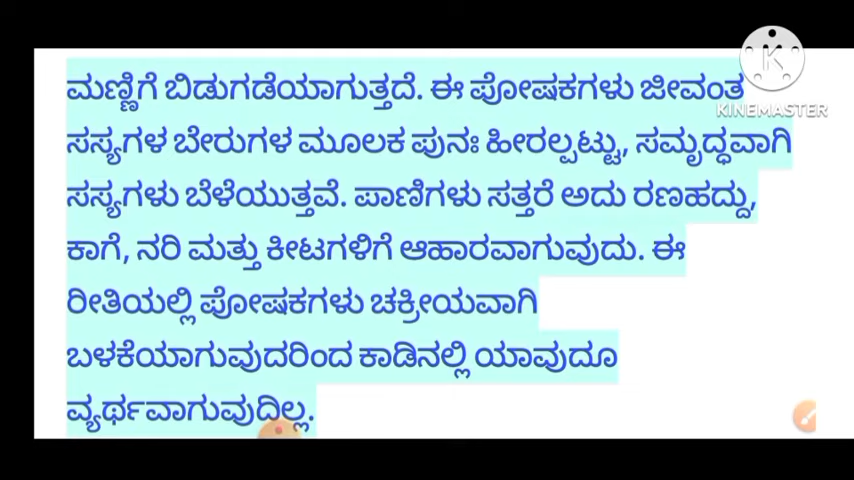 ಮಣ್ಣಿಗೆ ಬಿಡುಗಡೆಯಾಗುತ್ತದೆ. ಈ ಪೋಷಕಗಳು ಜೀವಂತ
KINEMASTER
ಸಸ್ಯಗಳ ಬೇರುಗಳ ಮೂಲಕ ಪುನಃ ಹೀರಲ್ಪಟ್ಟು, ಸಮೃದ್ಧವಾಗಿ
ಸಸ್ಯಗಳು ಬೆಳೆಯುತ್ತವೆ. ಪಾಣಿಗಳು ಸತ್ತರೆ ಅದು ರಣಹದ್ದು,
ಕಾಗೆ, ನರಿ ಮತ್ತು ಕೀಟಗಳಿಗೆ ಆಹಾರವಾಗುವುದು. ಈ
ರೀತಿಯಲ್ಲಿ ಪೋಷಕಗಳು ಚಕ್ರೀಯವಾಗಿ
ಬಳಕೆಯಾಗುವುದರಿಂದ ಕಾಡಿನಲ್ಲಿ ಯಾವುದೂ
ವ್ಯರ್ಥವಾಗುವುದಿಲ್ಲ.